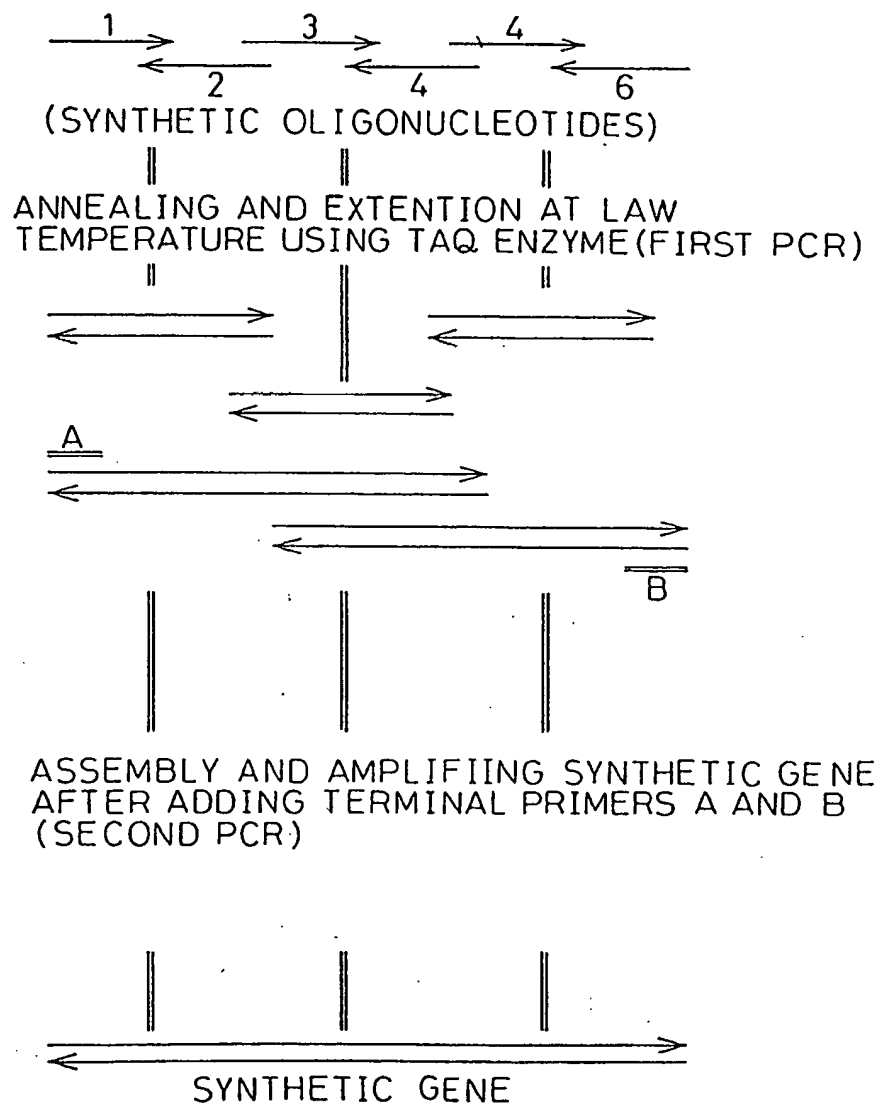 1 3 4
2 4 6
(SYNTHETIC OLIGONUCLEOTIDES)
ANNEALING AND EXTENTION AT LAW
TEMPERATURE USING TAQ ENZYME(FIRST PCR)
A
B
ASSEMBLY AND AMPLIFIING SYNTHETIC GENE
AFTER ADDING TERMINAL PRIMERS A AND B
(SECOND PCR)
SYNTHETIC GENE